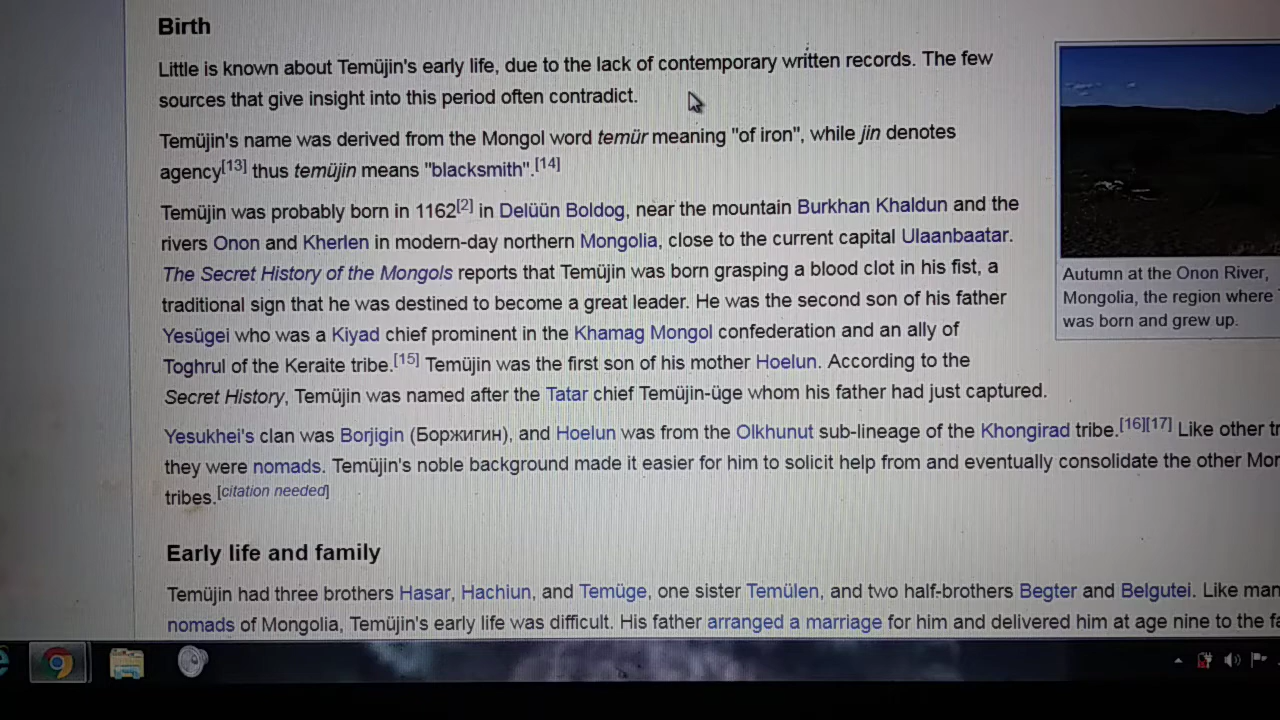 Birth
Little is known about Temüjin's early life, due to the lack of contemporary written records. The few
sources that give insight into this period often contradict.
Temüjin's name was derived from the Mongol word temür meaning "of iron", while jin denotes
agency[13] thus temüjin means "blacksmith".[14]
Temüjin was probably born in 1162[2] in Delüün Boldog, near the mountain Burkhan Khaldun and the
rivers Onon and Kherlen in modern-day northern Mongolia, close to the current capital Ulaanbaatar.
The Secret History of the Mongols reports that Temüjin was born grasping a blood clot in his fist, a
traditional sign that he was destined to become a great leader. He was the second son of his father
Yesügei who was a Kiyad chief prominent in the Khamag Mongol confederation and an ally of
Toghrul of the Keraite tribe.[15] Temüjin was the first son of his mother Hoelun. According to the
Secret History, Temüjin was named after the Tatar chief Temüjin-üge whom his father had just captured.
Yesukhei's clan was Borjigin (Боржигин), and Hoelun was from the Olkhunut sub-lineage of the Khongirad tribe.[16][17] Like other
they were nomads. Temüjin's noble background made it easier for him to solicit help from and eventually consolidate the other
tribes.[citation needed]
Autumn at the Onon River,
Mongolia, the region where
was born and grew up.
Early life and family
Temüjin had three brothers Hasar, Hachiun, and Temüge, one sister Temülen, and two half-brothers Begter and Belgutei. Like
nomads of Mongolia, Temüjin's early life was difficult. His father arranged a marriage for him and delivered him at age nine to the